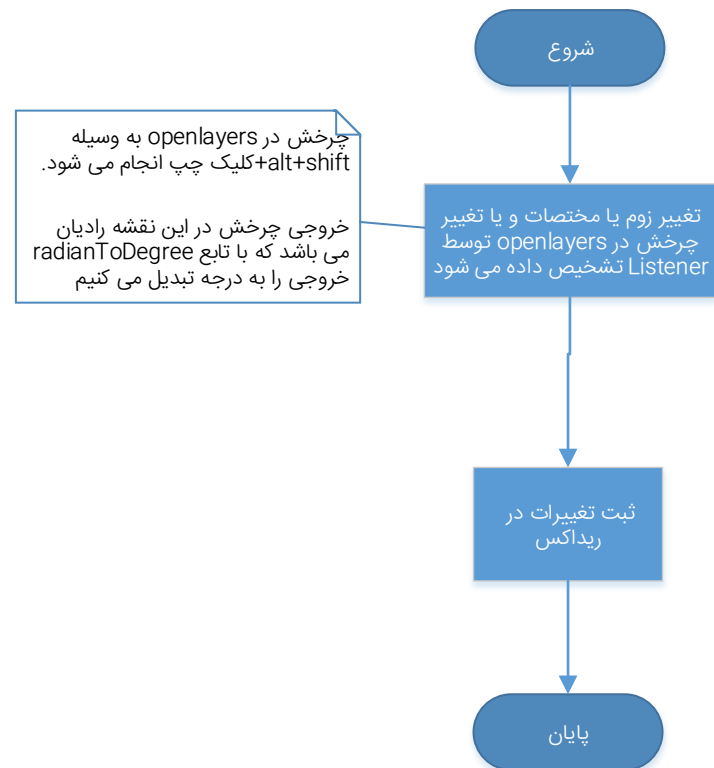 شروع
چرخش در openlayers به وسیله
alt+shift+کلیک چپ انجام می شود.
خروجی چرخش در این نقشه رادیان
می باشد که با تابع radianToDegree
خروجی را به درجه تبدیل می کنیم
تغییر زوم یا مختصات و یا تغییر
چرخش در openlayers توسط
Listener تشخیص داده می شود
ثبت تغییرات در
ریداکس
پایان